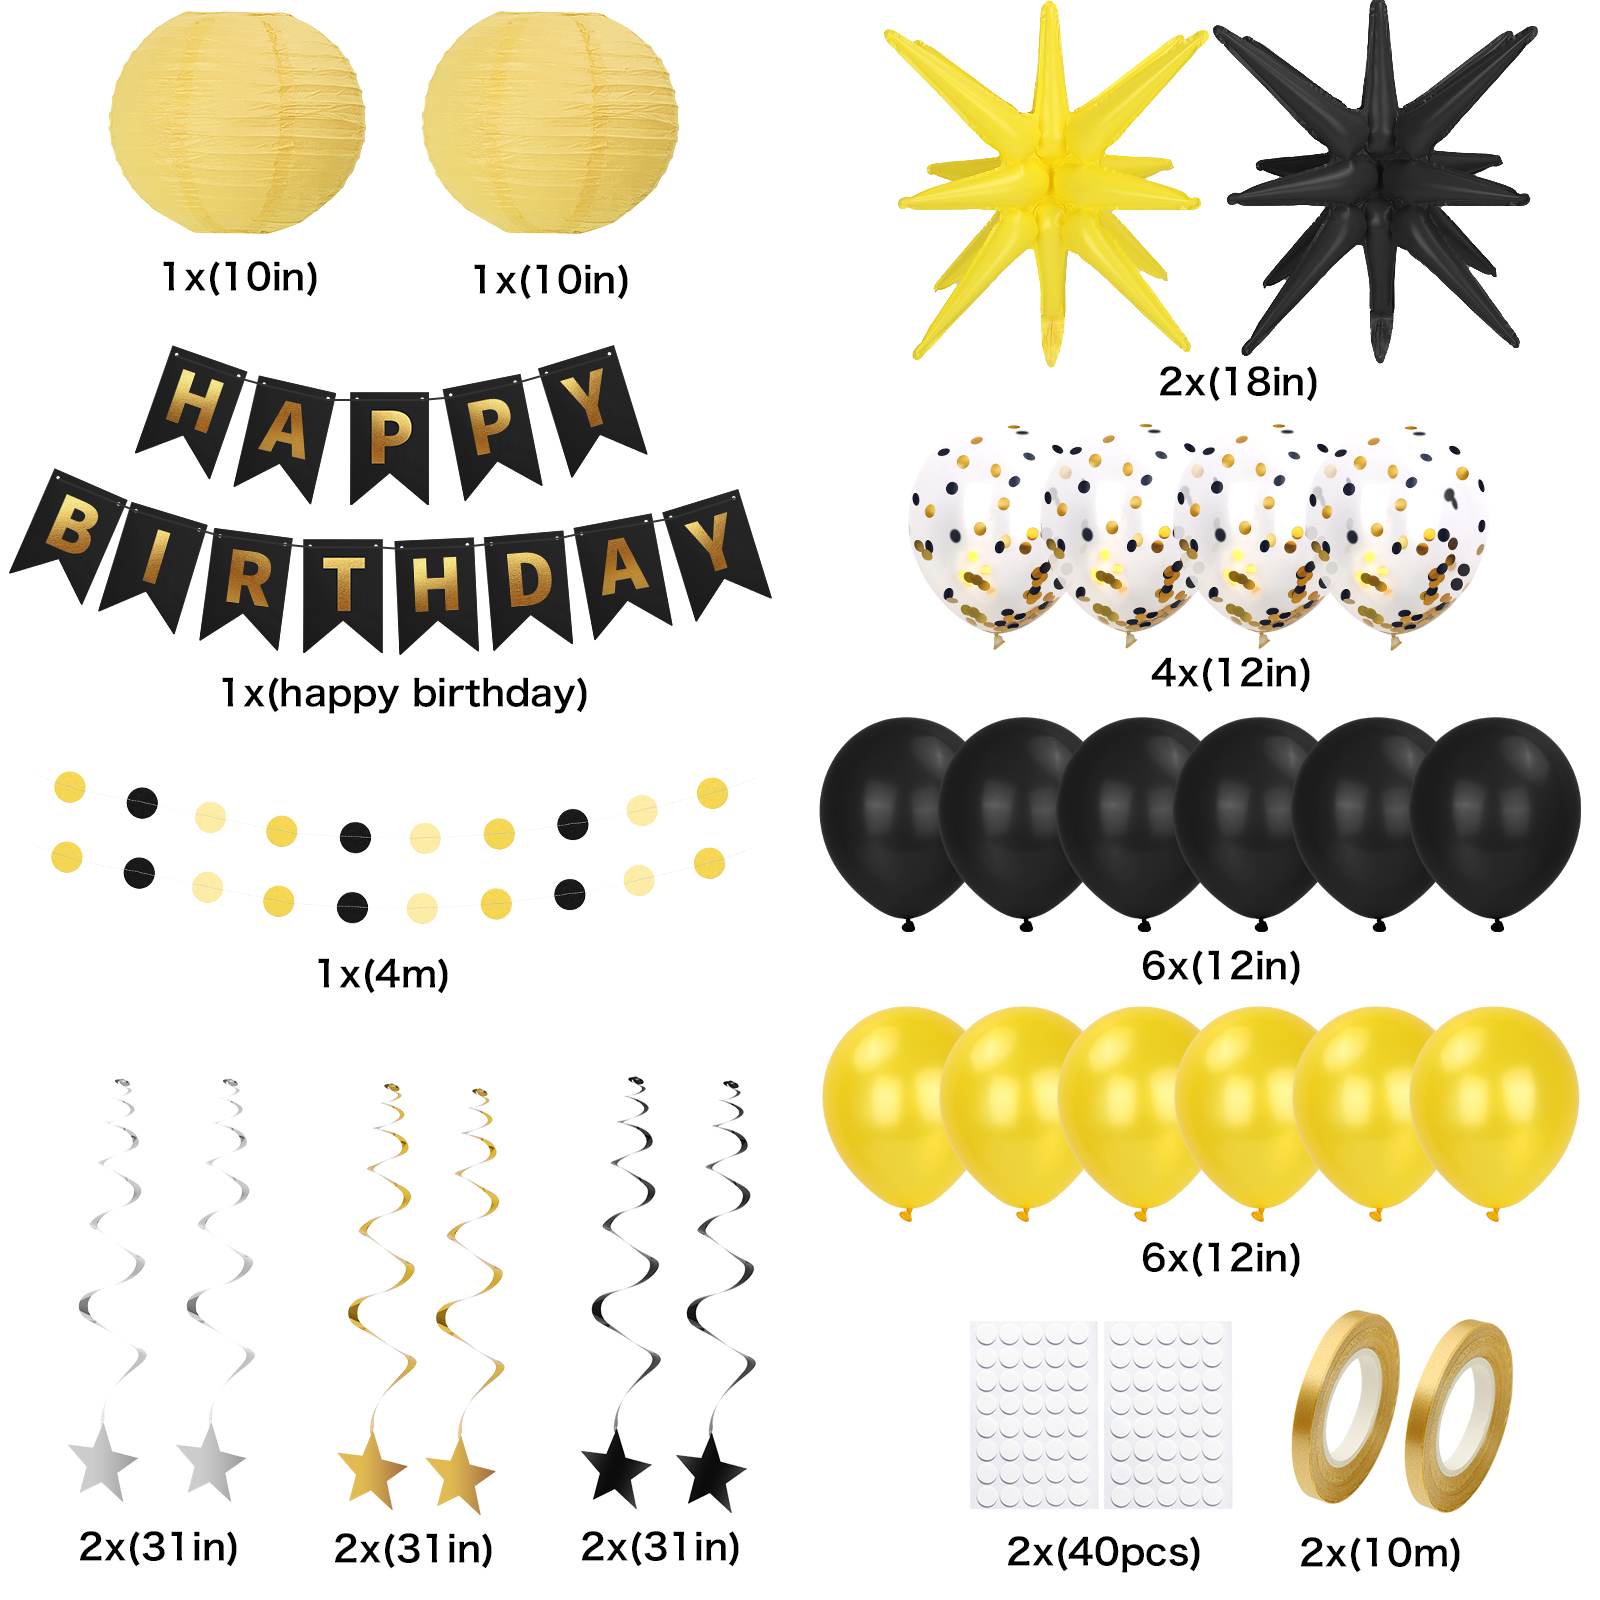 1x(10in)
1x(10in)
2x(18in)
HAPPY
BIRTHDAY
1x(happy birthday)
4x(12in)
1x(4m)
6x(12in)
6x(12in)
2x(31in)
2x(31in)
2x(31in)
2x(40pcs)
2x(10m)